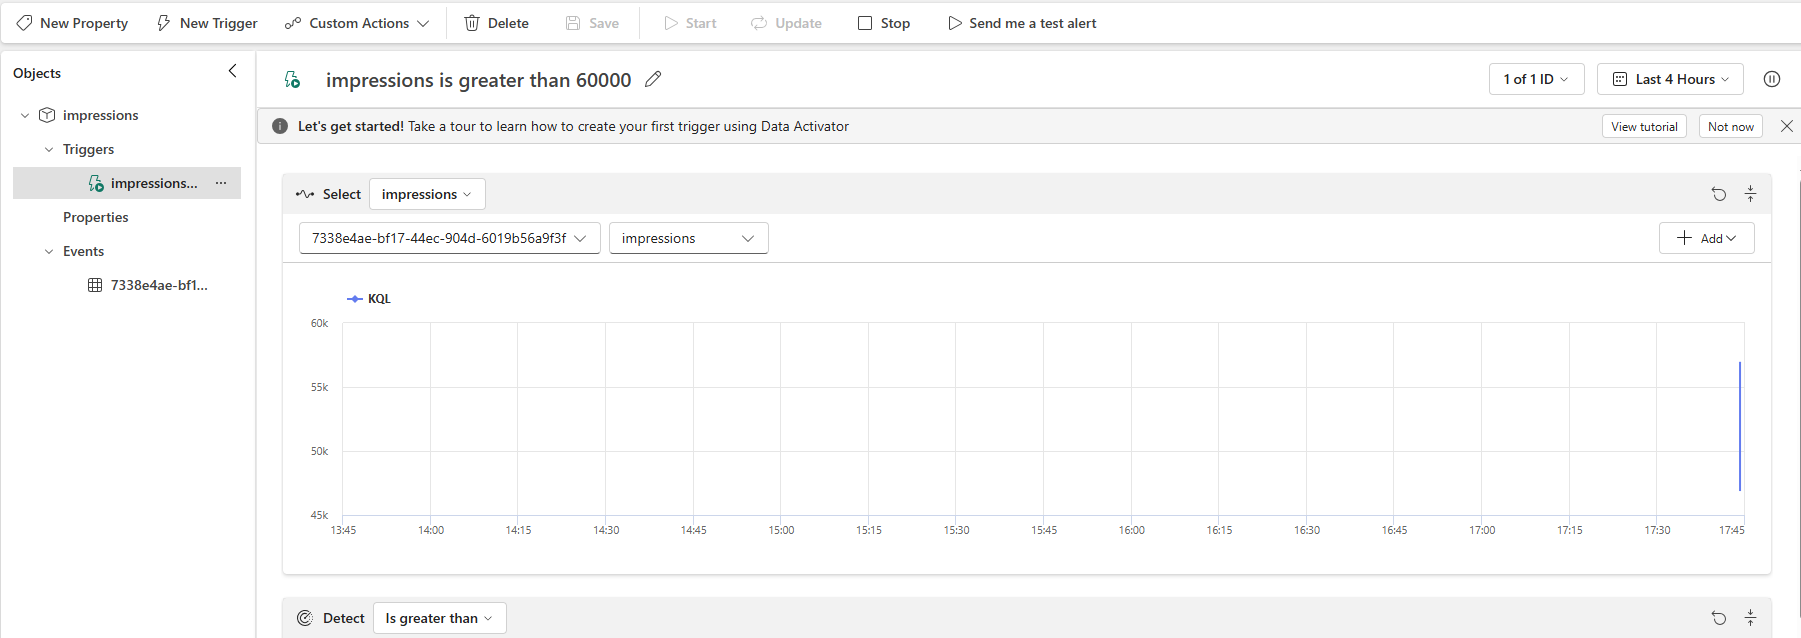 New Property New Trigger Custom Actions Delete Save Start Update Stop Send me a test alert
Objects
impressions
Triggers
impressions... ...
Properties
Events
7338e4ae-bf1...
impressions is greater than 60000
1 of 1 ID Last 4 Hours
Let's get started! Take a tour to learn how to create your first trigger using Data Activator
View tutorial Not now
Select impressions
7338e4ae-bf17-44ec-904d-6019b56a9f3f impressions Add
KQL
60k
55k
50k
45k
13:45 14:00 14:15 14:30 14:45 15:00 15:15 15:30 15:45 16:00 16:15 16:30 16:45 17:00 17:15 17:30 17:45
Detect Is greater than